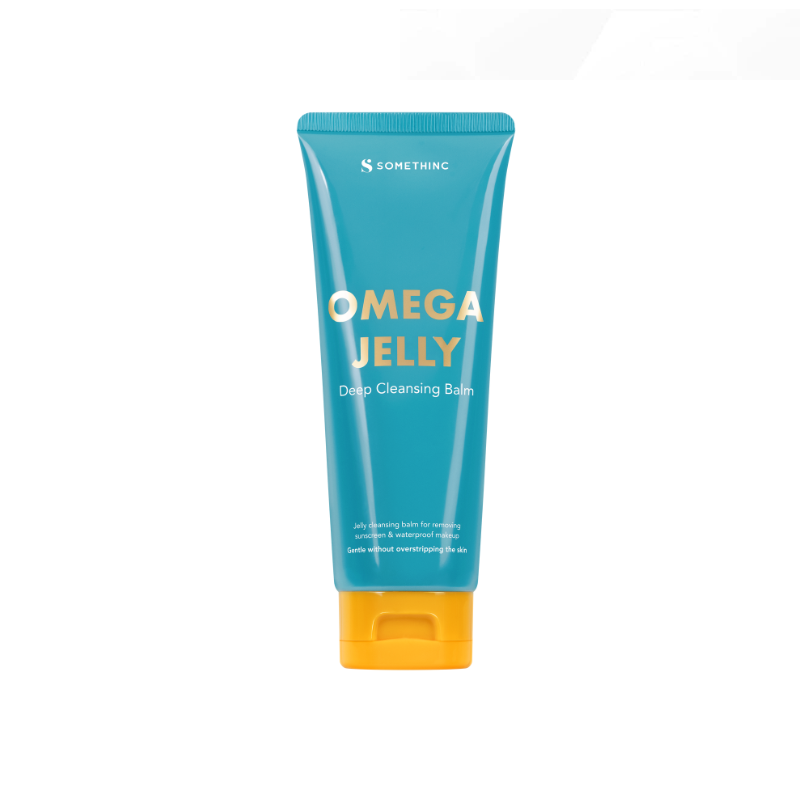 S SOMETHINC
OMEGA
JELLY
Deep Cleansing Balm
Jelly cleansing balm for removing
sunscreen & waterproof makeup
Gentle without overstripping the skin